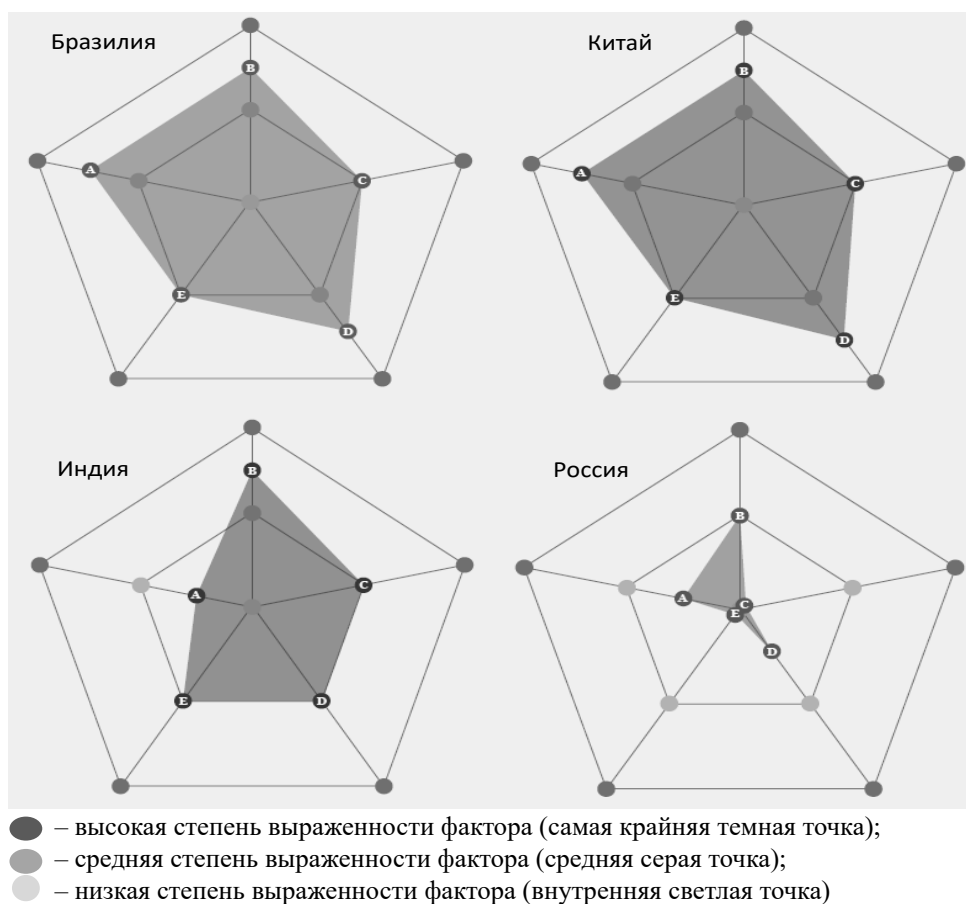 Бразилия
B
A
C
E
D
Китай
B
A
C
E
D
Индия
B
A
C
E
D
Россия
B
A
C
E
D
– высокая степень выраженности фактора (самая крайняя темная точка);
– средняя степень выраженности фактора (средняя серая точка);
– низкая степень выраженности фактора (внутренняя светлая точка)